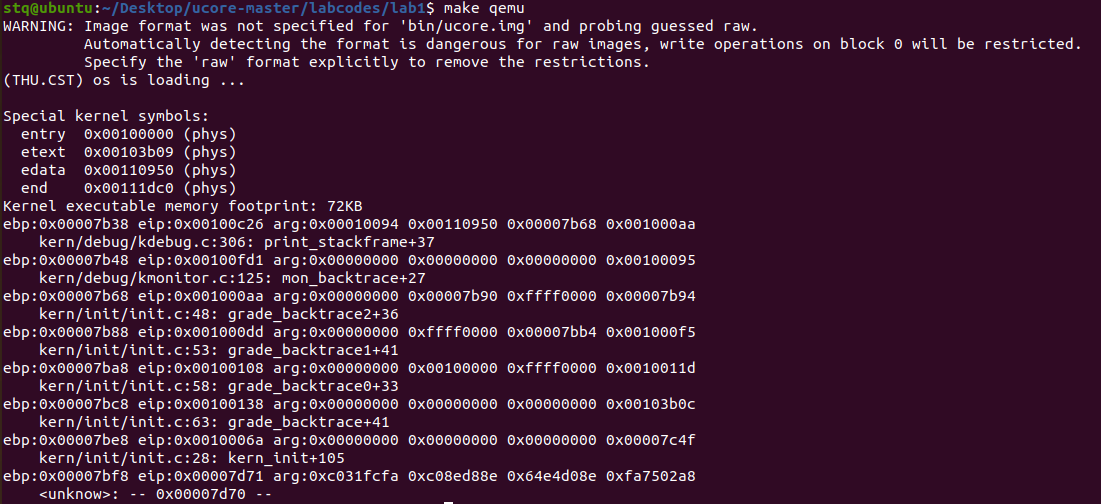 stq@ubuntu:~/Desktop/ucore-master/labcodes/lab1$ make qemu
WARNING: Image format was not specified for 'bin/ucore.img' and probing guessed raw.
         Automatically detecting the format is dangerous for raw images, write operations on block 0 will be restricted.
         Specify the 'raw' format explicitly to remove the restrictions.
(THU.CST) os is loading ...

Special kernel symbols:
  entry  0x00100000 (phys)
  etext  0x00103b09 (phys)
  edata  0x00110950 (phys)
  end    0x00111dc0 (phys)
Kernel executable memory footprint: 72KB
ebp:0x00007b38 eip:0x00100c26 arg:0x00010094 0x00110950 0x00007b68 0x001000aa
    kern/debug/kdebug.c:306: print_stackframe+37
ebp:0x00007b48 eip:0x00100fd1 arg:0x00000000 0x00000000 0x00000000 0x00100095
    kern/debug/kmonitor.c:125: mon_backtrace+27
ebp:0x00007b68 eip:0x001000aa arg:0x00000000 0x00007b90 0xffff0000 0x00007b94
    kern/init/init.c:48: grade_backtrace2+36
ebp:0x00007b88 eip:0x001000dd arg:0x00000000 0xffff0000 0x00007bb4 0x001000f5
    kern/init/init.c:53: grade_backtrace1+41
ebp:0x00007ba8 eip:0x00100108 arg:0x00000000 0x00100000 0xffff0000 0x0010011d
    kern/init/init.c:58: grade_backtrace0+33
ebp:0x00007bc8 eip:0x00100138 arg:0x00000000 0x00000000 0x00000000 0x00103b0c
    kern/init/init.c:63: grade_backtrace+41
ebp:0x00007be8 eip:0x0010006a arg:0x00000000 0x00000000 0x00000000 0x00007c4f
    kern/init/init.c:28: kern_init+105
ebp:0x00007bf8 eip:0x00007d71 arg:0xc031fcfa 0xc08ed88e 0x64e4d08e 0xfa7502a8
    <unknow>: -- 0x00007d70 --